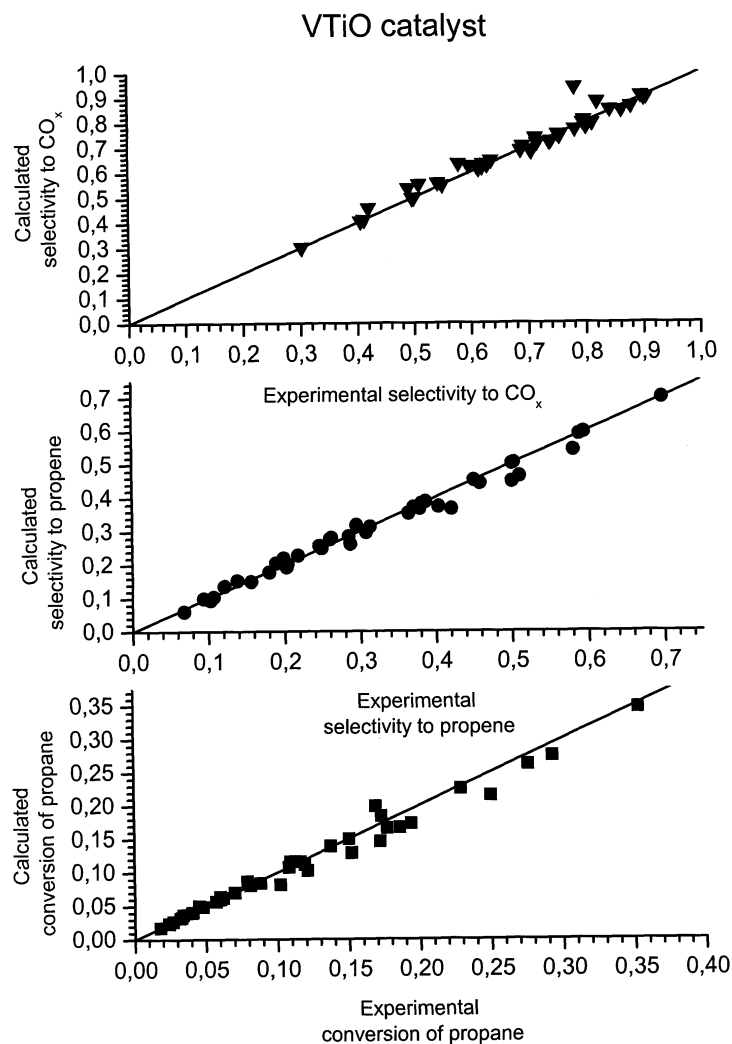 VTiO catalyst
Calculated
selectivity to COx
1,0
0,9
0,8
0,7
0,6
0,5
0,4
0,3
0,2
0,1
0,0
0,0 0,1 0,2 0,3 0,4 0,5 0,6 0,7 0,8 0,9 1,0
Experimental selectivity to COx
Calculated
selectivity to propene
0,7
0,6
0,5
0,4
0,3
0,2
0,1
0,0
0,0 0,1 0,2 0,3 0,4 0,5 0,6 0,7
Experimental
selectivity to propene
Calculated
conversion of propane
0,35
0,30
0,25
0,20
0,15
0,10
0,05
0,00
0,00 0,05 0,10 0,15 0,20 0,25 0,30 0,35 0,40
Experimental
conversion of propane